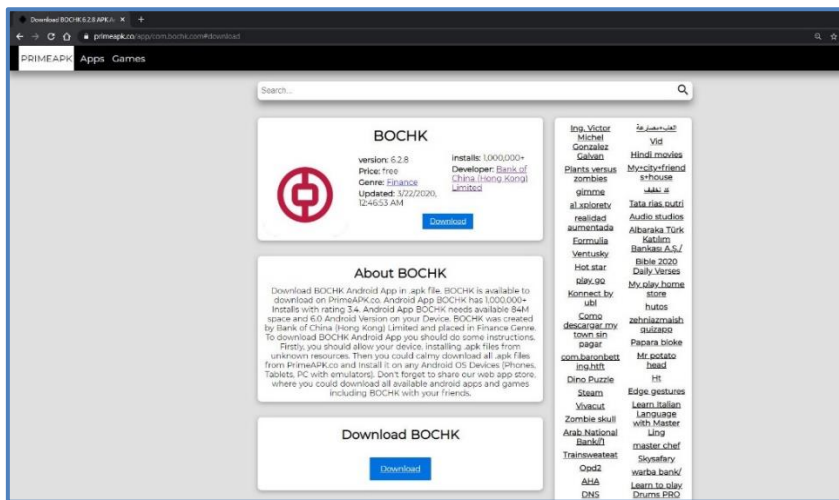 Download BOCHK 6.2.8 APK
primeapk.co/app/com.bochk.com#download
PRIMEAPK Apps Games
Search...
BOCHK
version: 6.2.8
Price: free
Genre: Finance
Updated: 3/22/2020,
12:46:53 AM
Installs: 1,000,000+
Developer: Bank of
China (Hong Kong)
Limited
Download
About BOCHK
Download BOCHK Android App in .apk file. BOCHK is available to
download on PrimeAPK.co. Android App BOCHK has 1,000,000+
Installs with rating 3.4. Android App BOCHK needs available 84M
space and 6.0 Android Version on your Device. BOCHK was created
by Bank of China (Hong Kong) Limited and placed in Finance Genre.
To download BOCHK Android App you should do some instructions.
Firstly, you should allow your device, installing .apk files from
unknown resources. Then you could calmy download all .apk files
from PrimeAPK.co and Install it on any Android OS Devices [Phones,
Tablets, PC with emulators]. Don't forget to share our web app store,
where you could download all available android apps and games
including BOCHK with your friends.
Download BOCHK
Download
Ing. Victor
Michel
Gonzalez
Galvan
Plants versus
zombies
gimme
a1 xplorety
realidad
aumentada
Formulia
Ventusky
Hot star
play go
Konnect by
ubl
Como
descargar my
town sin
pagar
com.baronbett
ing.htft
Dino Puzzle
Steam
Vivacut
Zombie skull
Arab National
Trainsweateat
Opd2
AHA
DNS
Vid
Hindi movies
My+city+friend
s+house
Tata rias putri
Audio studios
Albaraka Türk
Katılım
Bankası A.Ş./
Bible 2020
Daily Verses
My play home
store
hutos
zehniazmaish
quizapp
Papara bioke
Mr potato
head
Ht
Edge gestures
Learn Italian
Language
with Master
Ling
master chef
Skysafary
warba bank/
Learn to play
Drums PRO